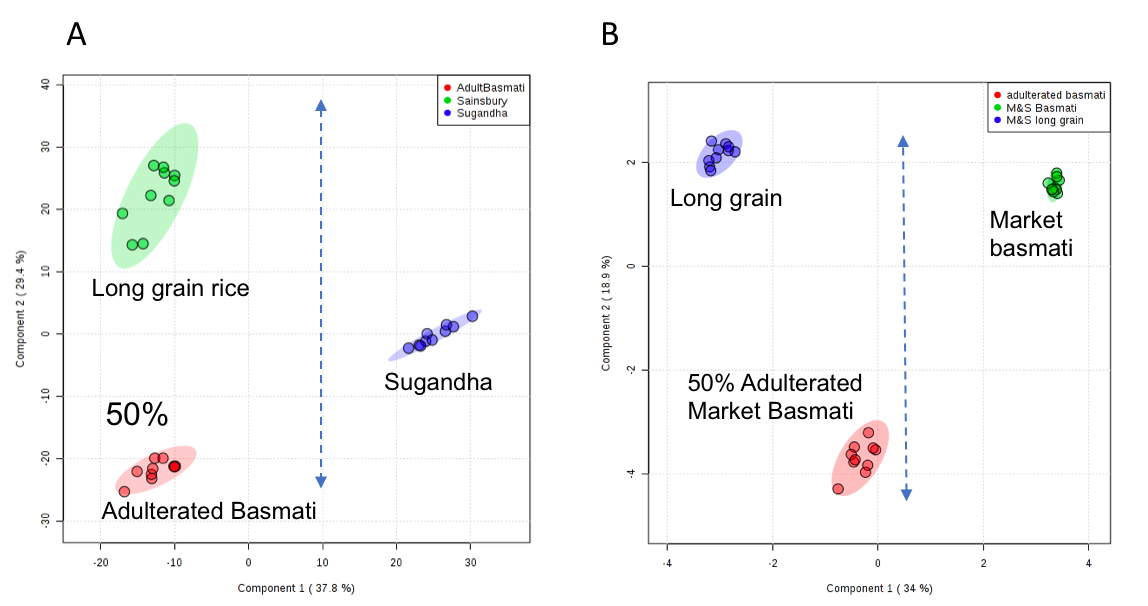 A
AdultBasmati
Sainsbury
Sugandha
40
30
20
10
0
-10
-20
-30
Component 2 ( 29.4 %)
Long grain rice
Sugandha
50%
Adulterated Basmati
-20
-10
0
10
20
30
Component 1 ( 37.8 %)
B
adulterated basmati
M&S Basmati
M&S long grain
2
0
-2
-4
Component 2 ( 18.9 %)
Long grain
Market
basmati
50% Adulterated
Market Basmati
-4
-2
0
2
4
Component 1 ( 34 %)